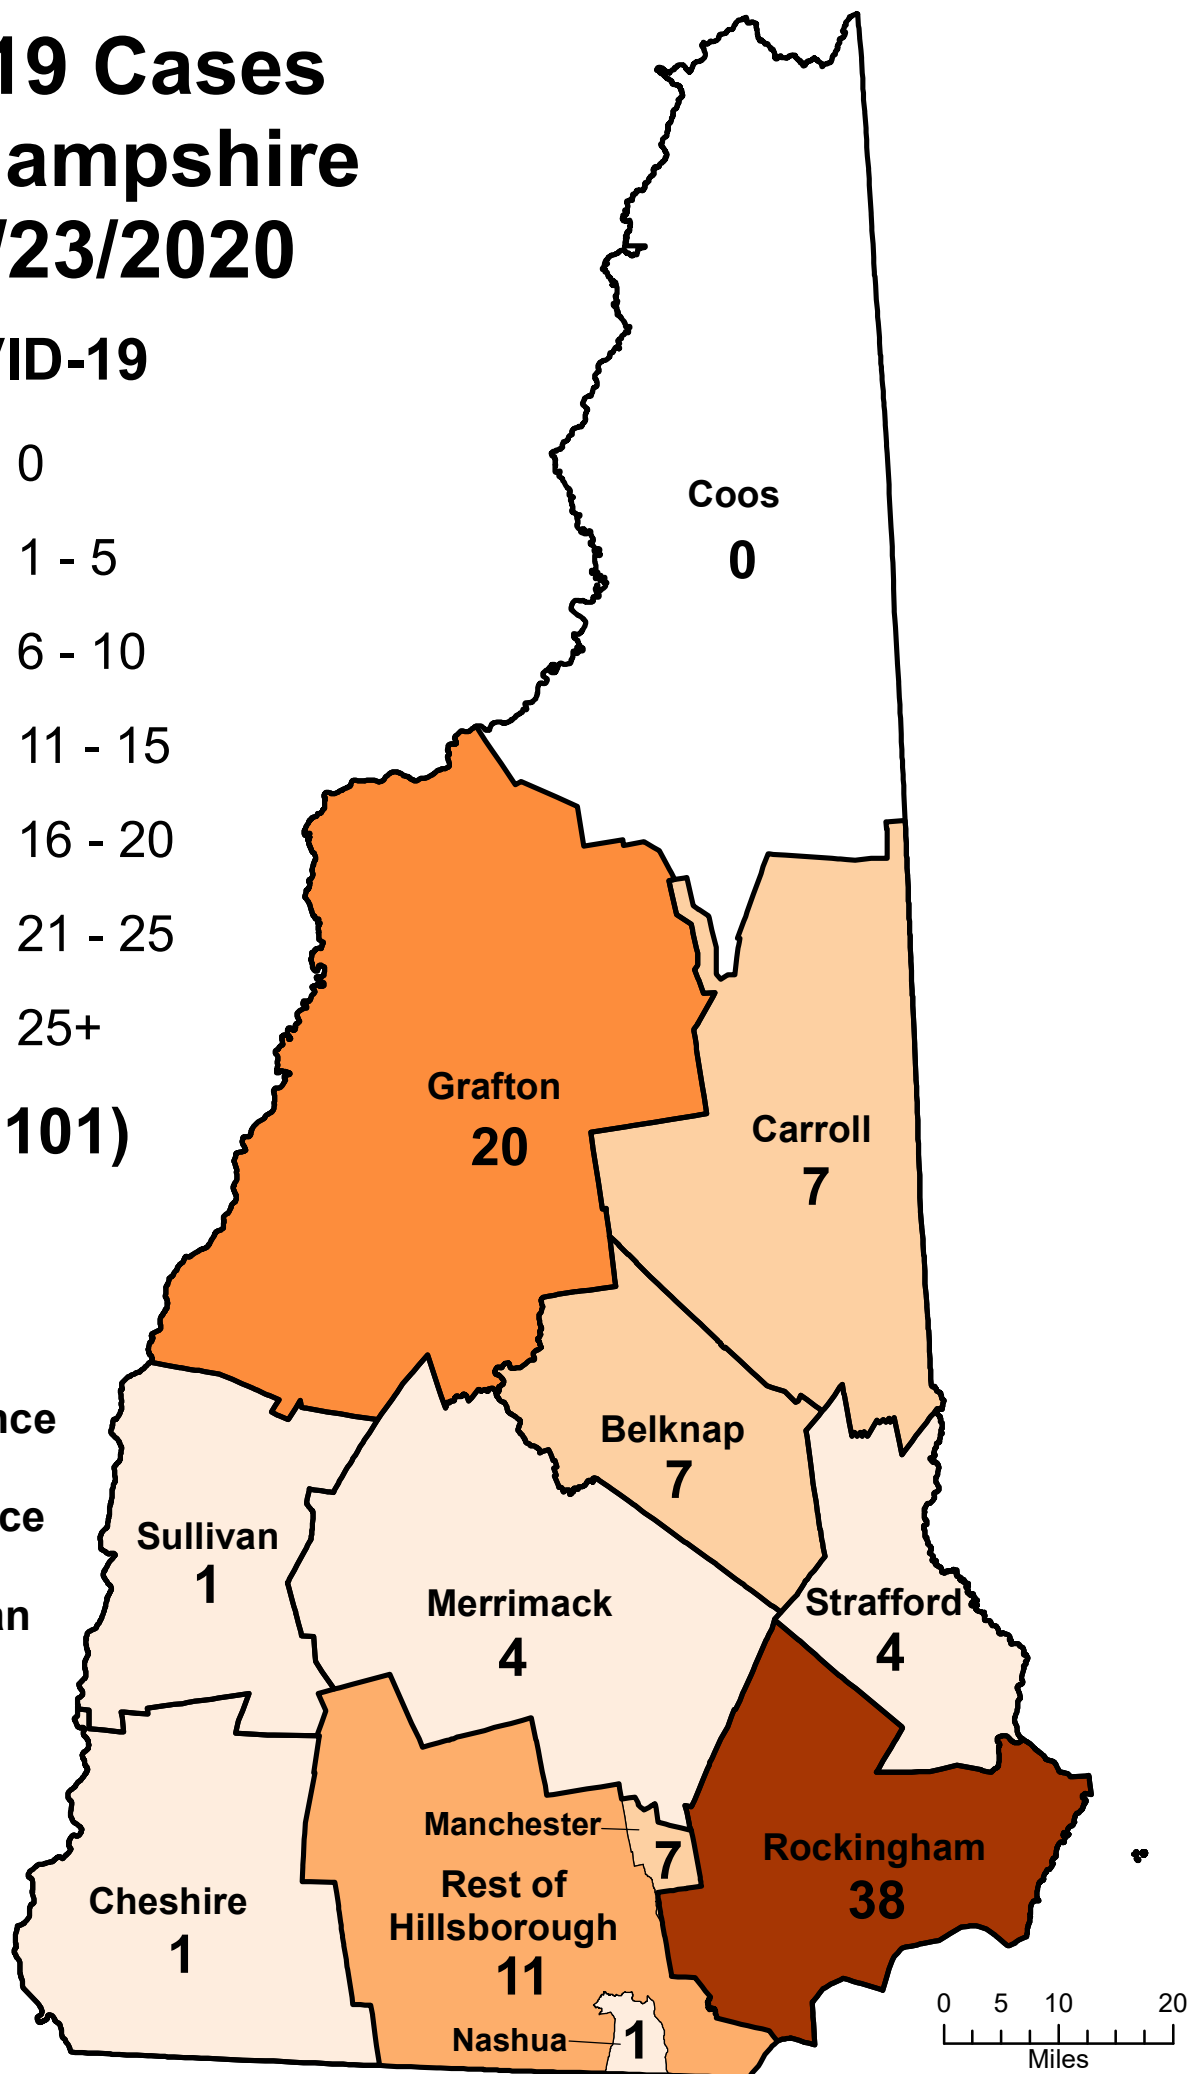 19 Cases
ampshire
/23/2020
VID-19
0
1 - 5
6 - 10
11 - 15
16 - 20
21 - 25
25+
101)
nce
ce
an
Coos
0
Grafton
20
Carroll
7
Belknap
7
Sullivan
1
Merrimack
4
Strafford
4
Manchester
7
Rest of
Hillsborough
11
Rockingham
38
Cheshire
1
Nashua
1
0 5 10 20
Miles